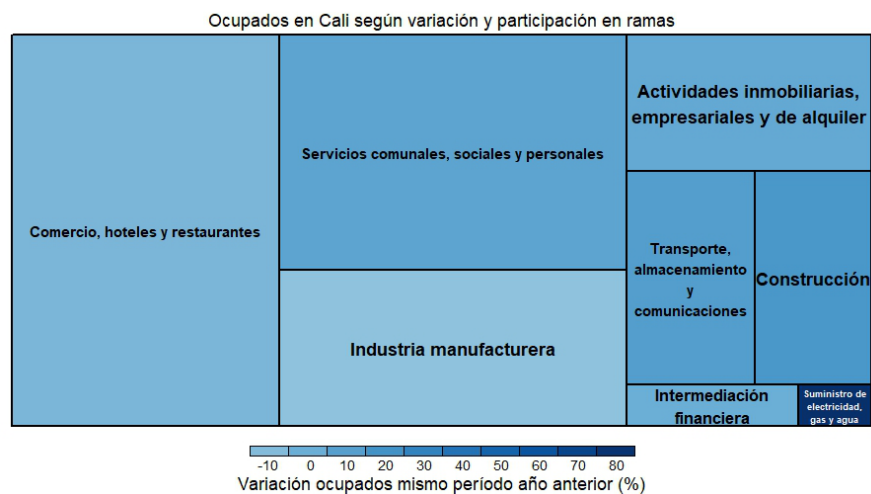 Ocupados en Cali según variación y participación en ramas
Comercio, hoteles y restaurantes
Servicios comunales, sociales y personales
Industria manufacturera
Actividades inmobiliarias,
empresariales y de alquiler
Transporte,
almacenamiento
y
comunicaciones
Construcción
Intermediación
financiera
Suministro de
electricidad,
gas y agua
-10 0 10 20 30 40 50 60 70 80
Variación ocupados mismo período año anterior (%)